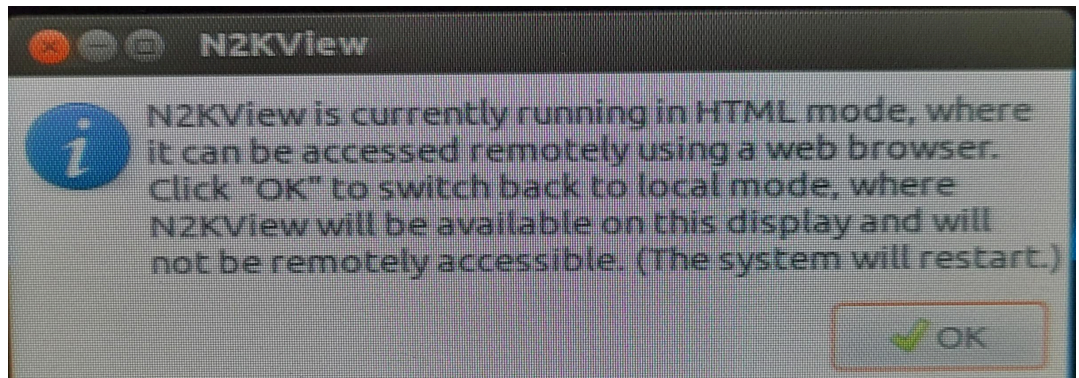 N2KView
N2KView is currently running in HTML mode, where
it can be accessed remotely using a web browser.
Click "OK" to switch back to local mode, where
N2KView will be available on this display and will
not be remotely accessible. (The system will restart.)
OK